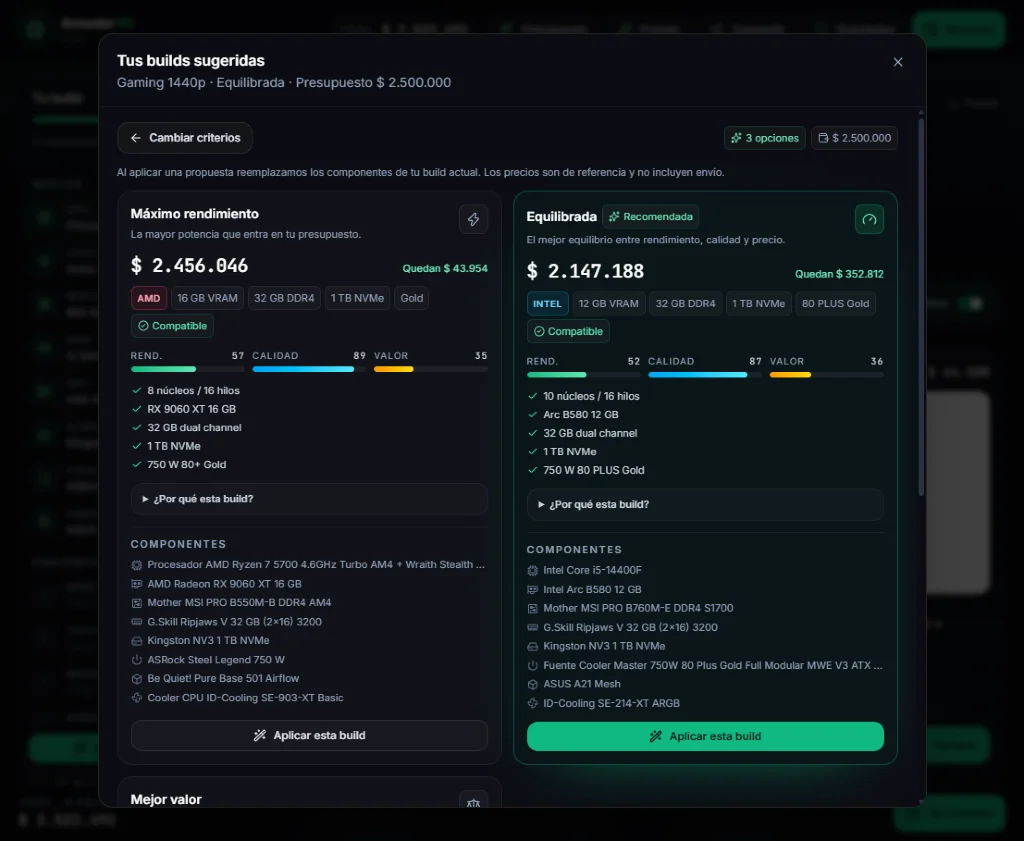 Tus builds sugeridas
Gaming 1440p · Equilibrada · Presupuesto $ 2.500.000
← Cambiar criterios
3 opciones
$ 2.500.000
Al aplicar una propuesta reemplazamos los componentes de tu build actual. Los precios son de referencia y no incluyen envío.
Máximo rendimiento
La mayor potencia que entra en tu presupuesto.
$ 2.456.046
Quedan $ 43.954
AMD
16 GB VRAM
32 GB DDR4
1 TB NVMe
Gold
Compatible
REND. 57
CALIDAD 89
VALOR 35
8 núcleos / 16 hilos
RX 9060 XT 16 GB
32 GB dual channel
1 TB NVMe
750 W 80+ Gold
¿Por qué esta build?
COMPONENTES
Procesador AMD Ryzen 7 5700 4.6GHz Turbo AM4 + Wraith Stealth ...
AMD Radeon RX 9060 XT 16 GB
Mother MSI PRO B550M-B DDR4 AM4
G.Skill Ripjaws V 32 GB (2×16) 3200
Kingston NV3 1 TB NVMe
ASRock Steel Legend 750 W
Be Quiet! Pure Base 501 Airflow
Cooler CPU ID-Cooling SE-903-XT Basic
Aplicar esta build
Equilibrada
Recomendada
El mejor equilibrio entre rendimiento, calidad y precio.
$ 2.147.188
Quedan $ 352.812
INTEL
12 GB VRAM
32 GB DDR4
1 TB NVMe
80 PLUS Gold
Compatible
REND. 52
CALIDAD 87
VALOR 36
10 núcleos / 16 hilos
Arc B580 12 GB
32 GB dual channel
1 TB NVMe
750 W 80 PLUS Gold
¿Por qué esta build?
COMPONENTES
Intel Core i5-14400F
Intel Arc B580 12 GB
Mother MSI PRO B760M-E DDR4 S1700
G.Skill Ripjaws V 32 GB (2×16) 3200
Kingston NV3 1 TB NVMe
Fuente Cooler Master 750W 80 Plus Gold Full Modular MWE V3 ATX ...
ASUS A21 Mesh
ID-Cooling SE-214-XT ARGB
Aplicar esta build
Mejor valor